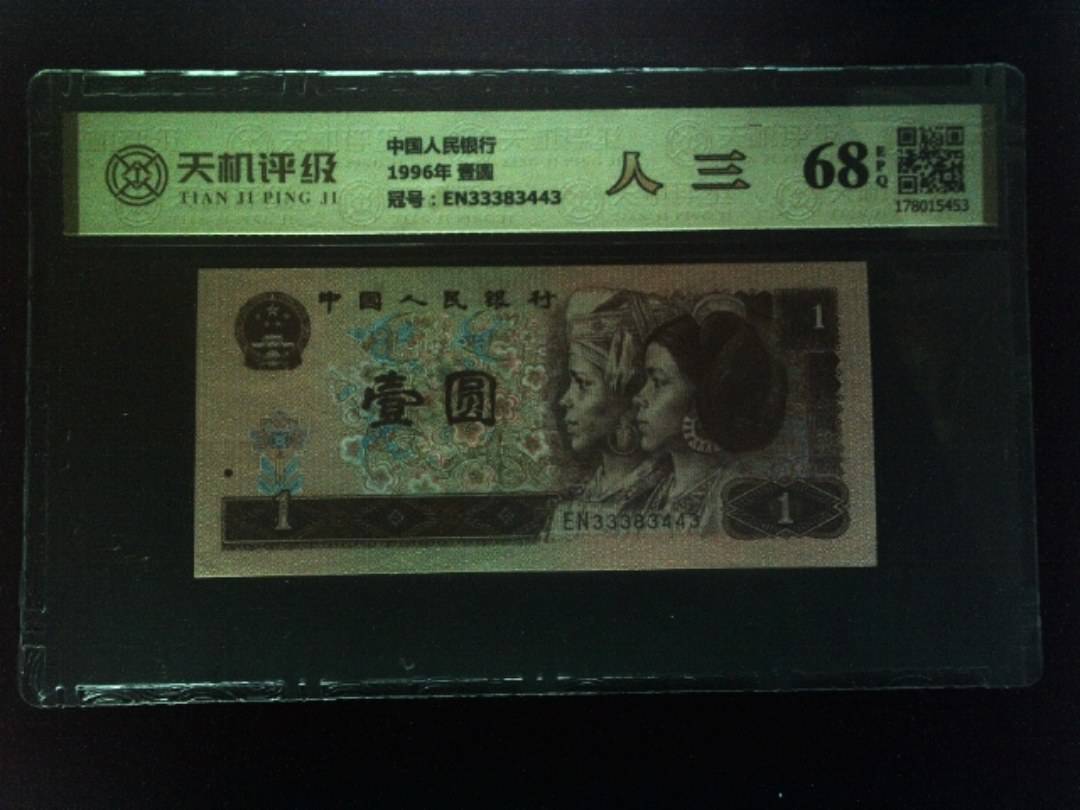 天机评级
TIAN JI PING JI
中国人民银行
1996年 壹圆
冠号：EN33383443
人三
68
EPQ
178015453
中国人民银行
1
壹圆
1
EN33383443
1